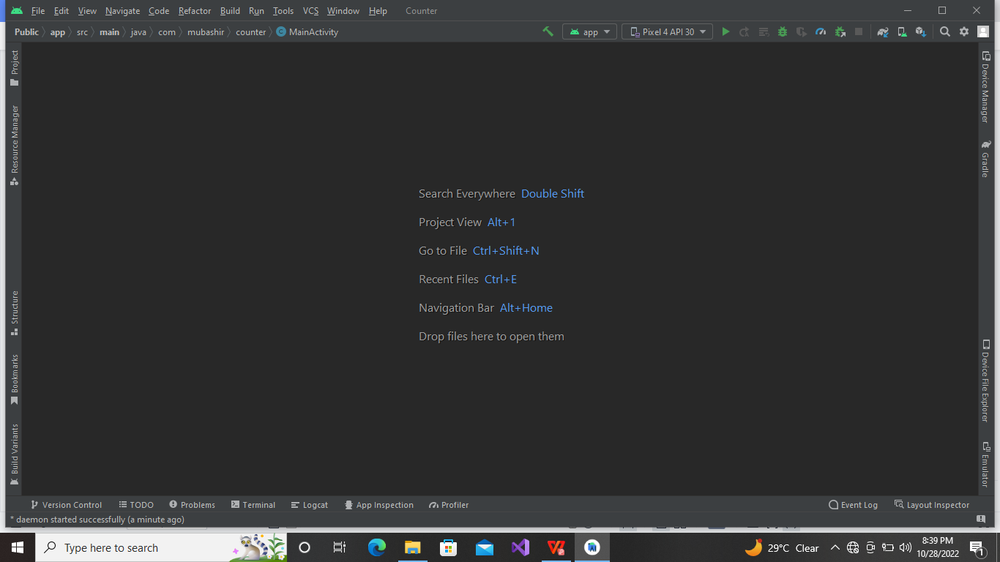 File Edit View Navigate Code Refactor Build Run Tools VCS Window Help Counter
Public app src main java com mubashir counter C MainActivity app Pixel 4 API 30
Project
Resource Manager
Structure
Bookmarks
Build Variants
Search Everywhere Double Shift
Project View Alt+1
Go to File Ctrl+Shift+N
Recent Files Ctrl+E
Navigation Bar Alt+Home
Drop files here to open them
Device Manager
Gradle
Device File Explorer
Emulator
Version Control TODO Problems Terminal Logcat App Inspection Profiler Event Log Layout Inspector
* daemon started successfully (a minute ago)
Type here to search 29°C Clear
8:39 PM
10/28/2022
1